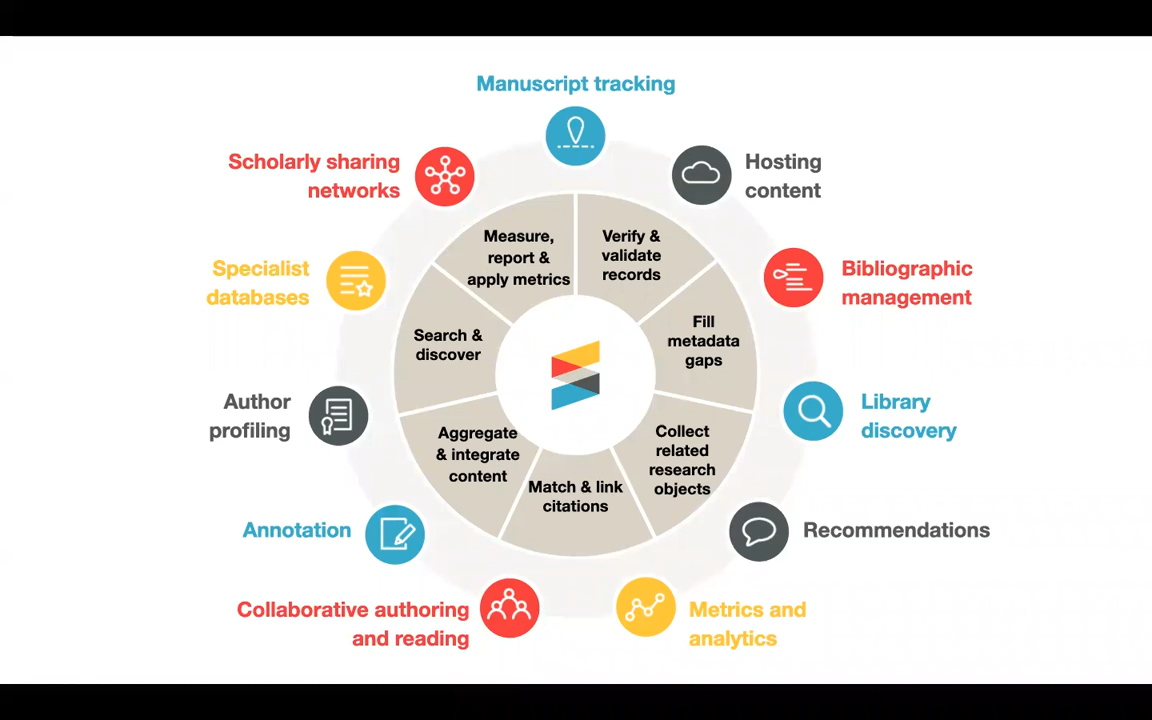 Manuscript tracking
Hosting
content
Bibliographic
management
Library
discovery
Recommendations
Metrics and
analytics
Collaborative authoring
and reading
Annotation
Author
profiling
Specialist
databases
Scholarly sharing
networks
Verify &
validate
records
Fill
metadata
gaps
Collect
related
research
objects
Match & link
citations
Aggregate
& integrate
content
Search &
discover
Measure,
report &
apply metrics